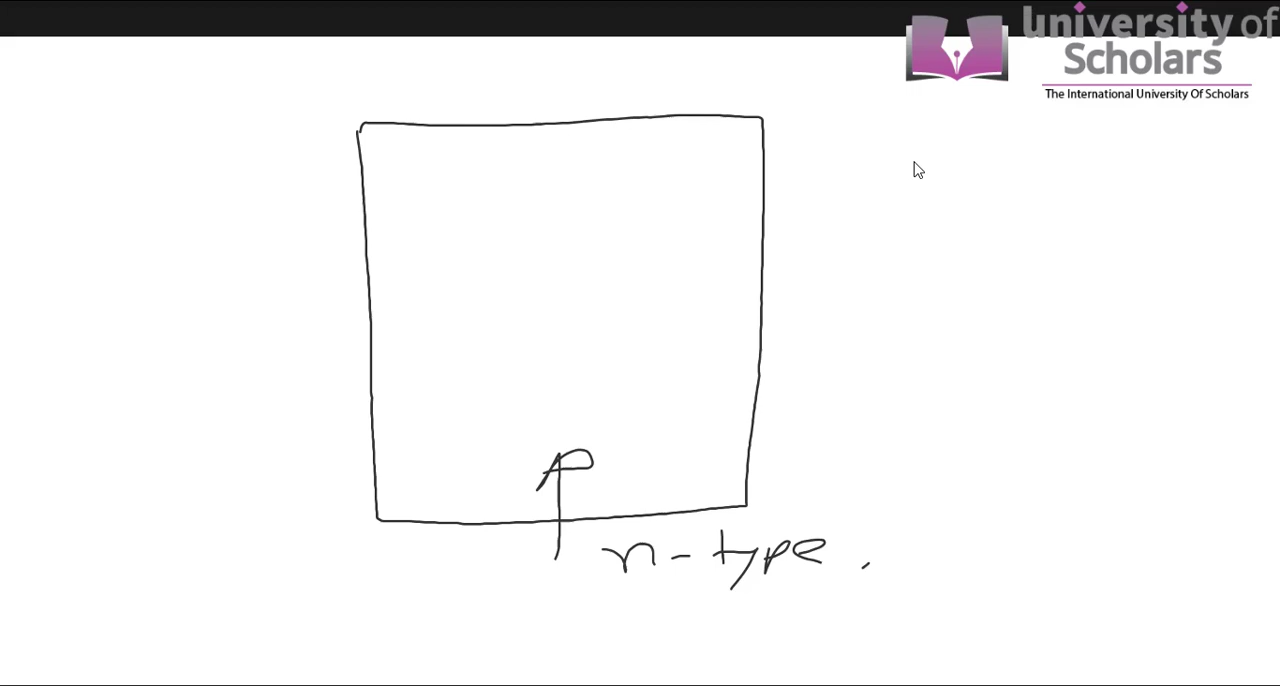 university of
Scholars
The International University Of Scholars
n-type.